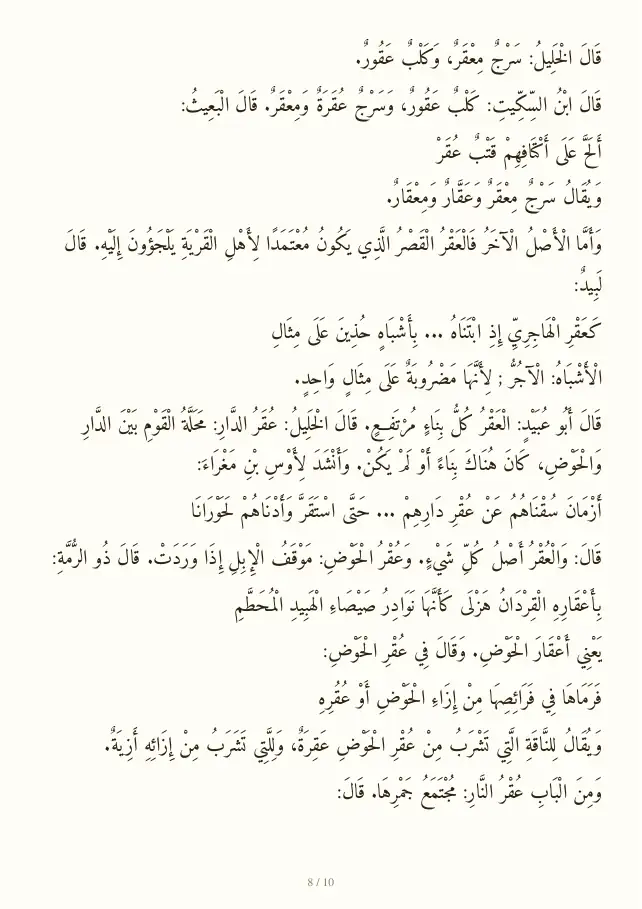 قَالَ الْخَلِيلُ: سَرْجٌ مِعْقَرٌ، وَكَلْبٌ عَقُورٌ.
قَالَ ابْنُ السِّكِّيتِ: كَلْبٌ عَقُورٌ، وَسَرْجٌ عُقَرَةٌ وَمِعْقَرٌ. قَالَ الْبَعِيثُ:
أَلَحَّ عَلَى أَكْتَافِهِمْ قَتْبٌ عُقَرْ
وَيُقَالُ سَرْجٌ مِعْقَرٌ وَعَقَّارٌ وَمِعْقَارٌ.
وَأَمَّا الْأَصْلُ الْآخَرُ فَالْعَقْرُ الْقَصْرُ الَّذِي يَكُونُ مُعْتَمَدًا لِأَهْلِ الْقَرْيَةِ يَلْجَؤُونَ إِلَيْهِ. قَالَ
لَبِيدٌ:
كَعَقْرِ الْهَاجِرِيِّ إِذِ ابْتَنَاهُ ... بِأَشْبَاهٍ حُذِينَ عَلَى مِثَالِ
الْأَشْبَاهُ: الْآجُرُّ ; لِأَنَّهَا مَضْرُوبَةٌ عَلَى مِثَالٍ وَاحِدٍ.
قَالَ أَبُو عُبَيْدٍ: الْعَقْرُ كُلُّ بِنَاءٍ مُرْتَفِعٍ. قَالَ الْخَلِيلُ: عُقَرُ الدَّارِ: مَحَلَّةُ الْقَوْمِ بَيْنَ الدَّارِ
وَالْحَوْضِ، كَانَ هُنَاكَ بِنَاءٌ أَوْ لَمْ يَكُنْ. وَأَنْشَدَ لِأَوْسِ بْنِ مَغْرَاءَ:
أَزْمَانَ سُقْنَاهُمُ عَنْ عُقْرِ دَارِهِمْ ... حَتَّى اسْتَقَرَّ وَأَدْنَاهُمْ لَحَوْرَانَا
قَالَ: وَالْعُقْرُ أَصْلُ كُلِّ شَيْءٍ. وَعُقْرُ الْحَوْضِ: مَوْقِفُ الْإِبِلِ إِذَا وَرَدَتْ. قَالَ ذُو الرُّمَّةِ:
بِأَعْقَارِهِ الْقِرْدَانُ هَزْلَى كَأَنَّهَا نَوَادِرُ صَيْصَاءِ الْهَبِيدِ الْمُحَطَّمِ
يَعْنِي أَعْقَارَ الْحَوْضِ. وَقَالَ فِي عُقْرِ الْحَوْضِ:
فَرَمَاهَا فِي فَرَائِصِهَا مِنْ إِزَاءِ الْحَوْضِ أَوْ عُقُرِهِ
وَيُقَالُ لِلنَّاقَةِ الَّتِي تَشْرَبُ مِنْ عُقْرِ الْحَوْضِ عَقِرَةٌ، وَلِلَّتِي تَشَرَبُ مِنْ إِزَائِهِ أَزِيَةٌ.
وَمِنَ الْبَابِ عُقْرُ النَّارِ: مُجْتَمَعُ جَمْرِهَا. قَالَ:
8 / 10